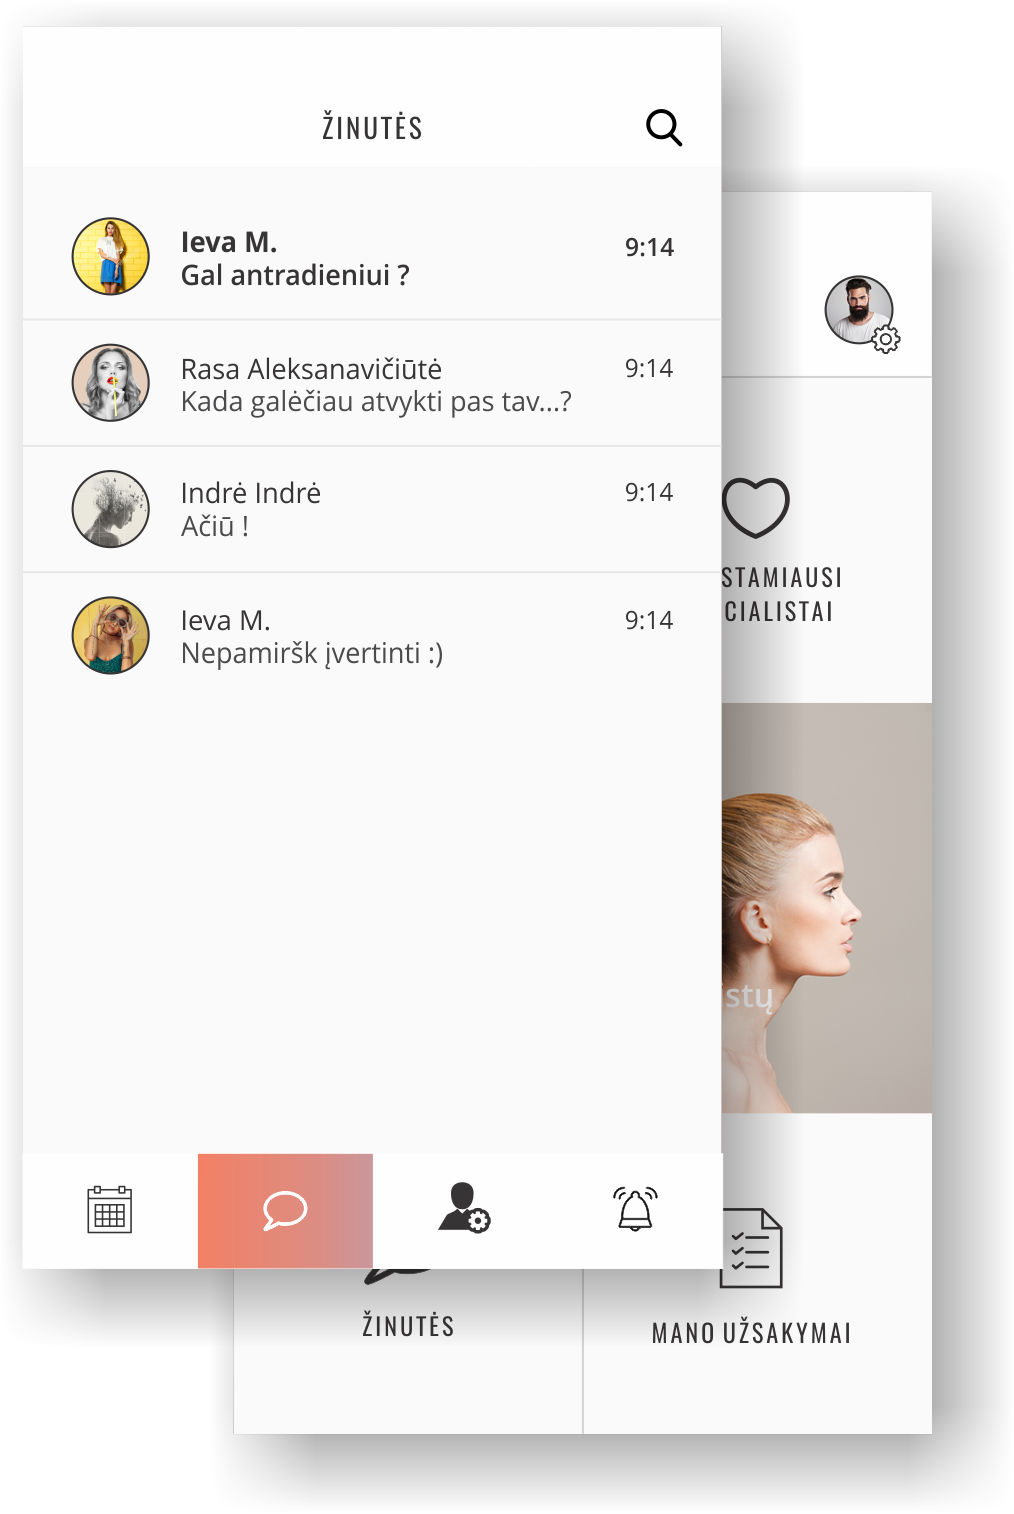 ŽINUTĖS
Ieva M.
9:14
Gal antradieniui ?
Rasa Aleksanavičiūtė
9:14
Kada galėčiau atvykti pas tav...?
Indrė Indrė
9:14
Ačiū !
Ieva M.
9:14
Nepamiršk įvertinti :)
STAMIAUSI
CIALISTAI
stų
ŽINUTĖS
MANO UŽSAKYMAI